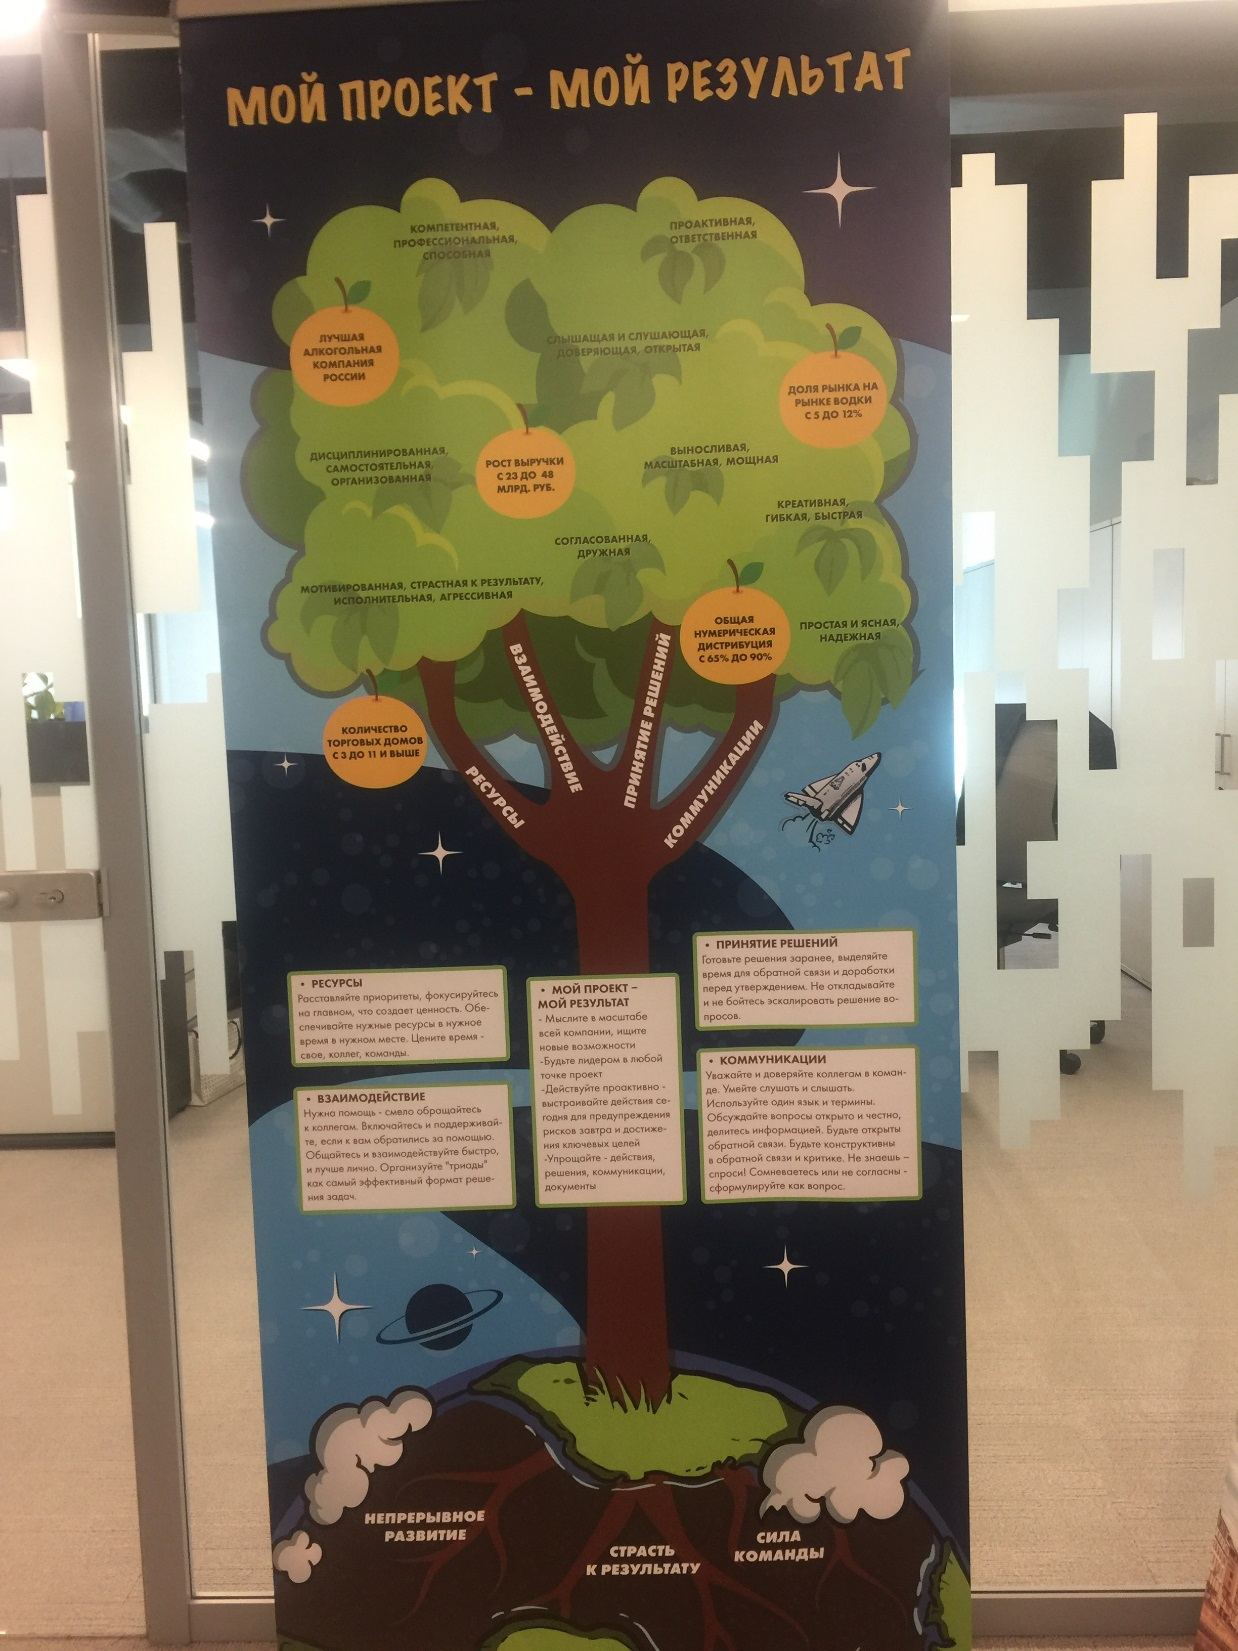 МОЙ ПРОЕКТ - МОЙ РЕЗУЛЬТАТ
КОМПЕТЕНТНАЯ,
ПРОФЕССИОНАЛЬНАЯ,
СПОСОБНАЯ
ПРОАКТИВНАЯ,
ОТВЕТСТВЕННАЯ
ЛУЧШАЯ
АЛКОГОЛЬНАЯ
КОМПАНИЯ
РОССИИ
СЛЫШАЩАЯ И СЛУШАЮЩАЯ,
ДОВЕРЯЮЩАЯ, ОТКРЫТАЯ
ДОЛЯ РЫНКА НА
РЫНКЕ ВОДКИ
С 5 ДО 12%
ДИСЦИПЛИНИРОВАННАЯ,
САМОСТОЯТЕЛЬНАЯ,
ОРГАНИЗОВАННАЯ
РОСТ ВЫРУЧКИ
С 23 ДО 48
МЛРД. РУБ.
ВЫНОСЛИВАЯ,
МАСШТАБНАЯ, МОЩНАЯ
КРЕАТИВНАЯ,
ГИБКАЯ, БЫСТРАЯ
СОГЛАСОВАННАЯ,
ДРУЖНАЯ
МОТИВИРОВАННАЯ, СТРАСТНАЯ К РЕЗУЛЬТАТУ,
ИСПОЛНИТЕЛЬНАЯ, АГРЕССИВНАЯ
ОБЩАЯ
НУМЕРИЧЕСКАЯ
ДИСТРИБУЦИЯ
С 65% ДО 90%
ПРОСТАЯ И ЯСНАЯ,
НАДЕЖНАЯ
КОЛИЧЕСТВО
ТОРГОВЫХ ДОМОВ
С 3 ДО 11 И ВЫШЕ
РЕСУРСЫ
ВЗАИМОДЕЙСТВИЕ
ПРИНЯТИЕ РЕШЕНИЙ
КОММУНИКАЦИИ
• РЕСУРСЫ
Расставляйте приоритеты, фокусируйтесь
на главном, что создает ценность. Обе-
спечивайте нужные ресурсы в нужное
время в нужном месте. Цените время -
свое, коллег, команды.
• ВЗАИМОДЕЙСТВИЕ
Нужна помощь - смело обращайтесь
к коллегам. Включайтесь и поддерживай-
те, если к вам обратились за помощью.
Общайтесь и взаимодействуйте быстро,
и лучше лично. Организуйте "триады"
как самый эффективный формат реше-
ния задач.
• МОЙ ПРОЕКТ –
МОЙ РЕЗУЛЬТАТ
- Мыслите в масштабе
всей компании, ищите
новые возможности
-Будьте лидером в любой
точке проект
-Действуйте проактивно -
выстраивайте действия се-
годня для предупреждения
рисков завтра и достиже-
ния ключевых целей
-Упрощайте - действия,
решения, коммуникации,
документы
• ПРИНЯТИЕ РЕШЕНИЙ
Готовьте решения заранее, выделяйте
время для обратной связи и доработки
перед утверждением. Не откладывайте
и не бойтесь эскалировать решение во-
просов.
• КОММУНИКАЦИИ
Уважайте и доверяйте коллегам в коман-
де. Умейте слушать и слышать.
Используйте один язык и термины.
Обсуждайте вопросы открыто и честно,
делитесь информацией. Будьте открыты
обратной связи. Будьте конструктивны
в обратной связи и критике. Не знаешь –
спроси! Сомневаетесь или не согласны -
сформулируйте как вопрос.
НЕПРЕРЫВНОЕ
РАЗВИТИЕ
СТРАСТЬ
К РЕЗУЛЬТАТУ
СИЛА
КОМАНДЫ